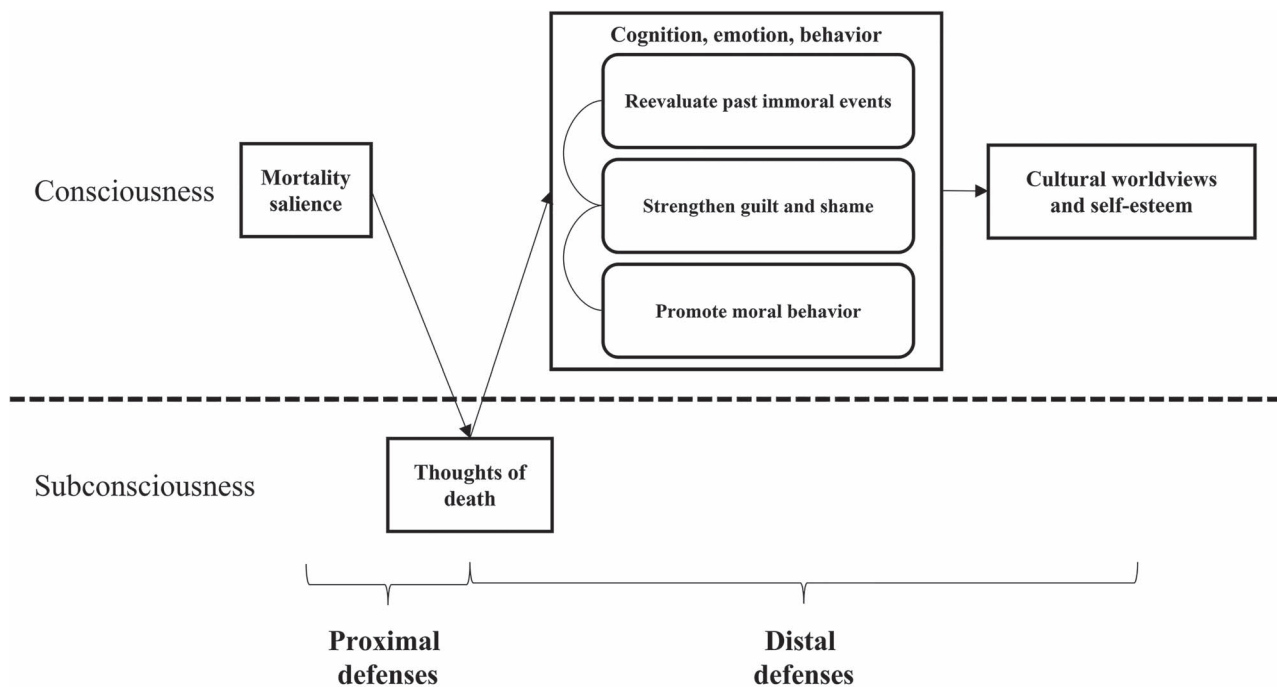 Cognition, emotion, behavior
Reevaluate past immoral events
Consciousness
Mortality
salience
Strengthen guilt and shame
Cultural worldviews
and self-esteem
Promote moral behavior
Subconsciousness
Thoughts of
death
Proximal
defenses
Distal
defenses